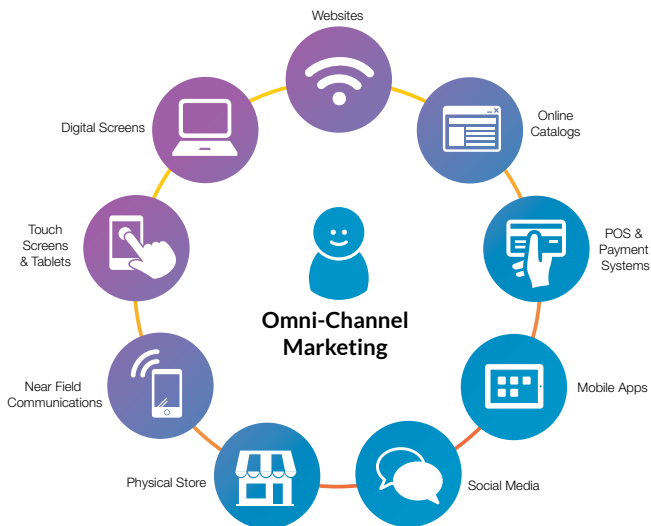 Websites
Online
Catalogs
POS &
Payment
Systems
Mobile Apps
Social Media
Physical Store
Near Field
Communications
Touch
Screens
& Tablets
Digital Screens
Omni-Channel
Marketing